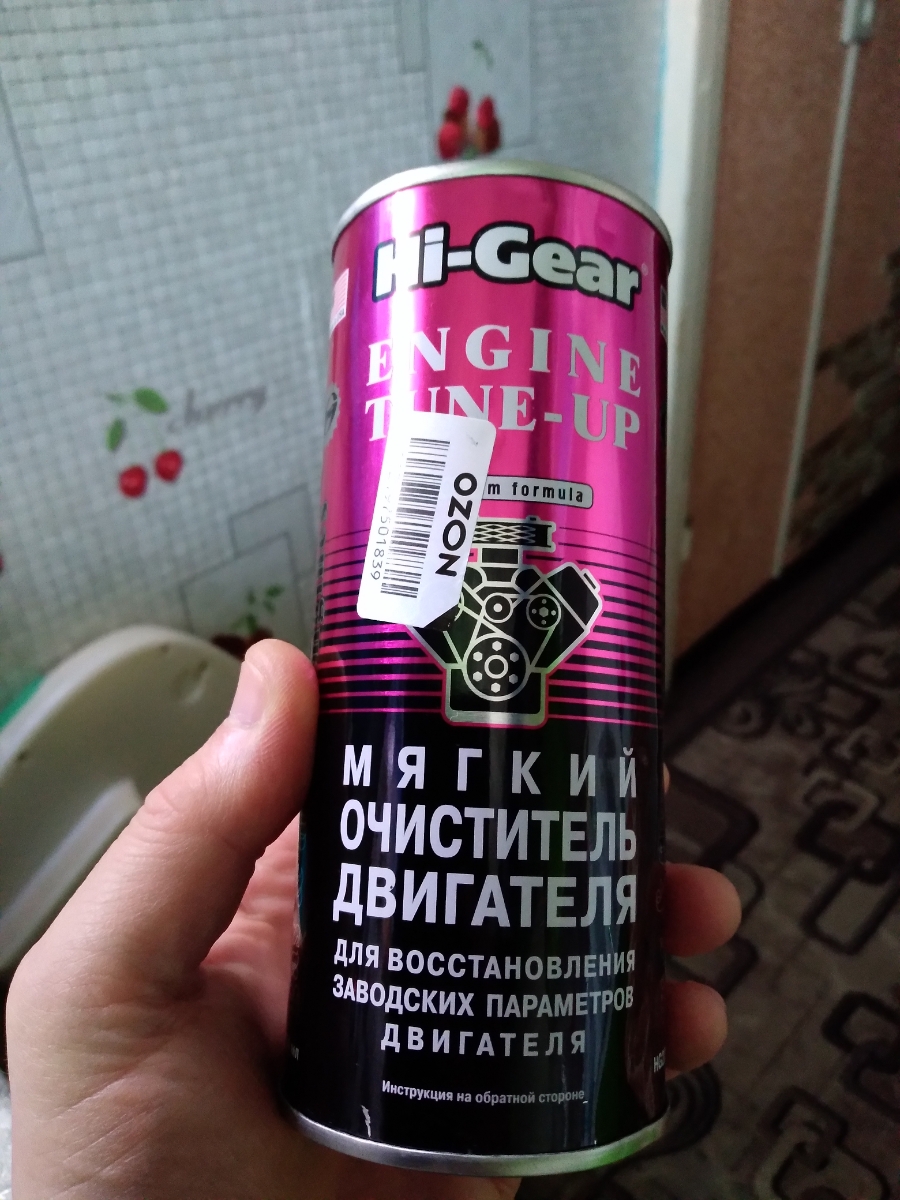 cherry
Hi-Gear
ENGINE
TUNE-UP
formula
OZON
МЯГКИЙ
ОЧИСТИТЕЛЬ
ДВИГАТЕЛЯ
ДЛЯ ВОССТАНОВЛЕНИЯ
ЗАВОДСКИХ ПАРАМЕТРОВ
ДВИГАТЕЛЯ
Инструкция на обратной стороне